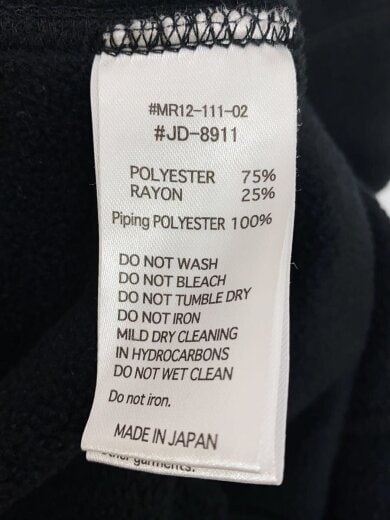 #MR12-111-02
#JD-8911
POLYESTER 75%
RAYON 25%
Piping POLYESTER 100%
DO NOT WASH
DO NOT BLEACH
DO NOT TUMBLE DRY
DO NOT IRON
MILD DRY CLEANING
IN HYDROCARBONS
DO NOT WET CLEAN
Do not iron.
MADE IN JAPAN
other garments.